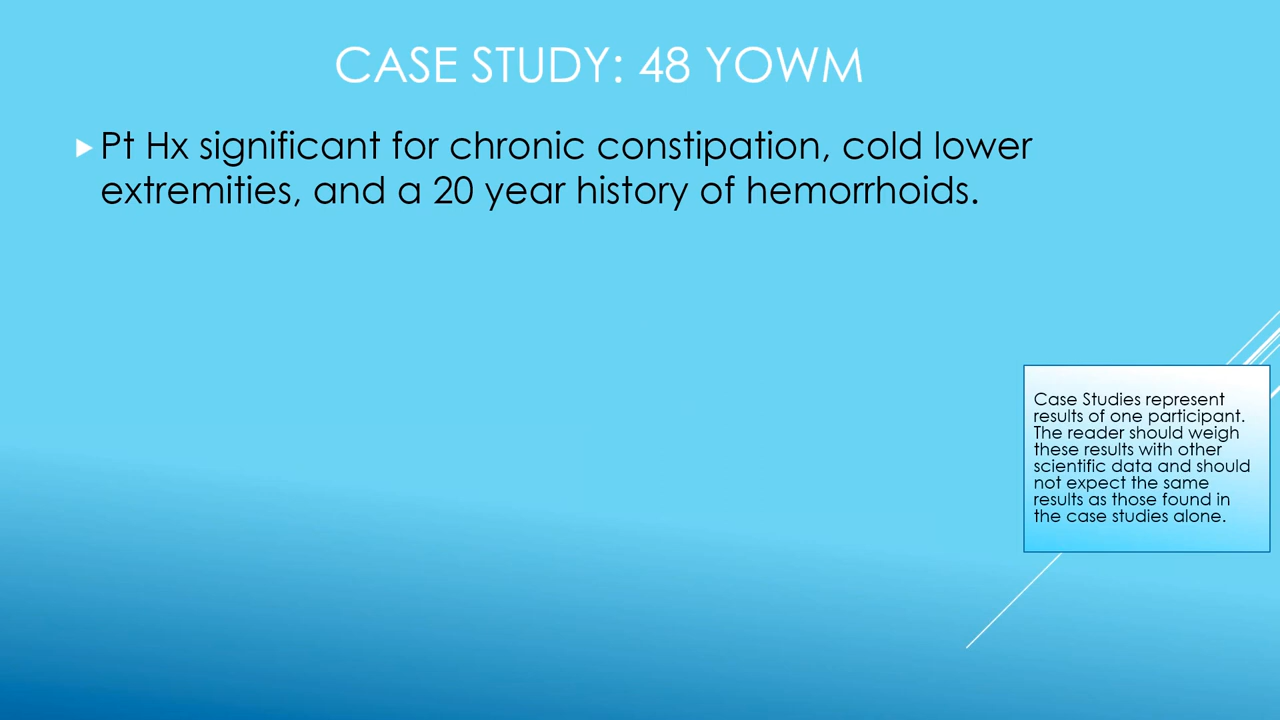 CASE STUDY: 48 YOWM
Pt Hx significant for chronic constipation, cold lower
extremities, and a 20 year history of hemorrhoids.
Case Studies represent
results of one participant.
The reader should weigh
these results with other
scientific data and should
not expect the same
results as those found in
the case studies alone.